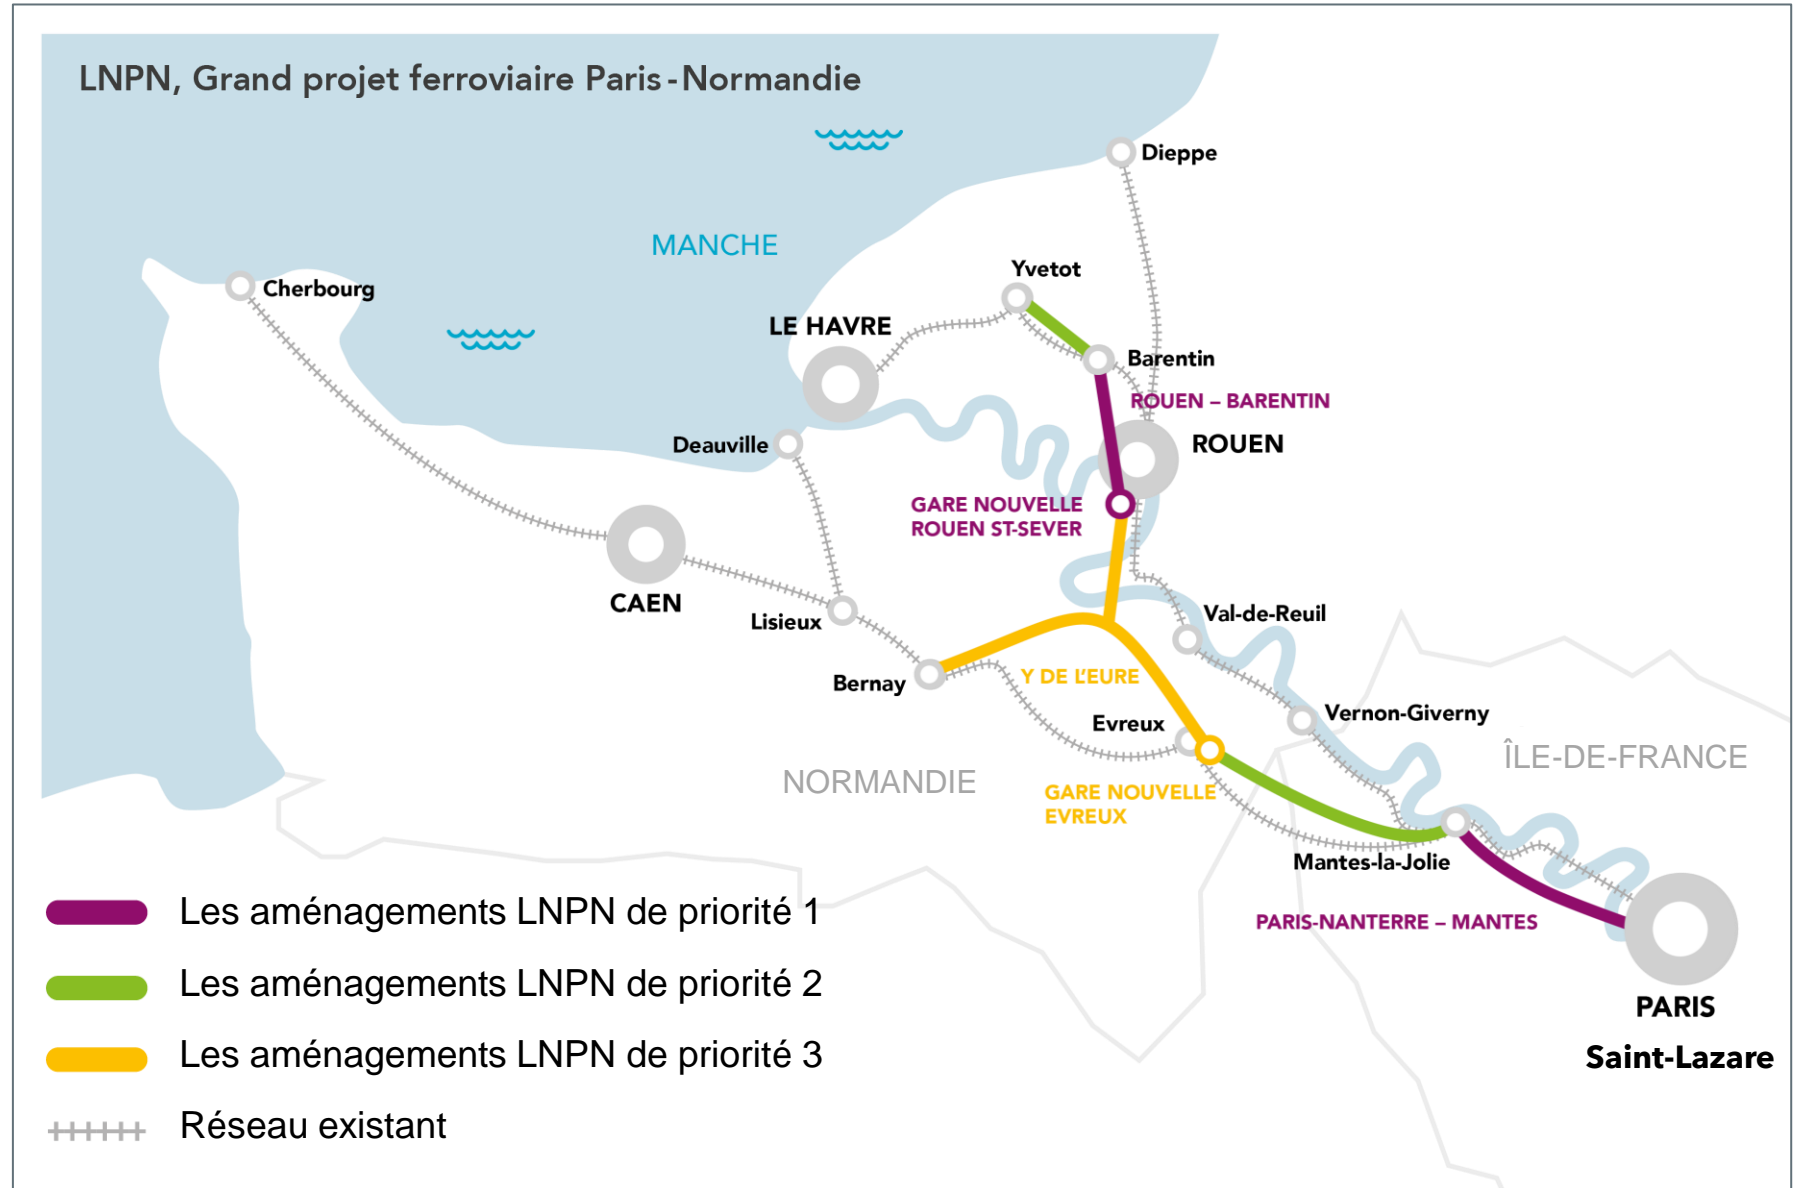 LNPN, Grand projet ferroviaire Paris-Normandie
Dieppe
MANCHE
Yvetot
Cherbourg
LE HAVRE
Barentin
ROUEN – BARENTIN
Deauville
ROUEN
GARE NOUVELLE
ROUEN ST-SEVER
CAEN
Lisieux
Val-de-Reuil
Bernay
Y DE L'EURE
Evreux
Vernon-Giverny
ÎLE-DE-FRANCE
NORMANDIE
GARE NOUVELLE
EVREUX
Mantes-la-Jolie
PARIS-NANTERRE – MANTES
PARIS
Saint-Lazare
Les aménagements LNPN de priorité 1
Les aménagements LNPN de priorité 2
Les aménagements LNPN de priorité 3
Réseau existant